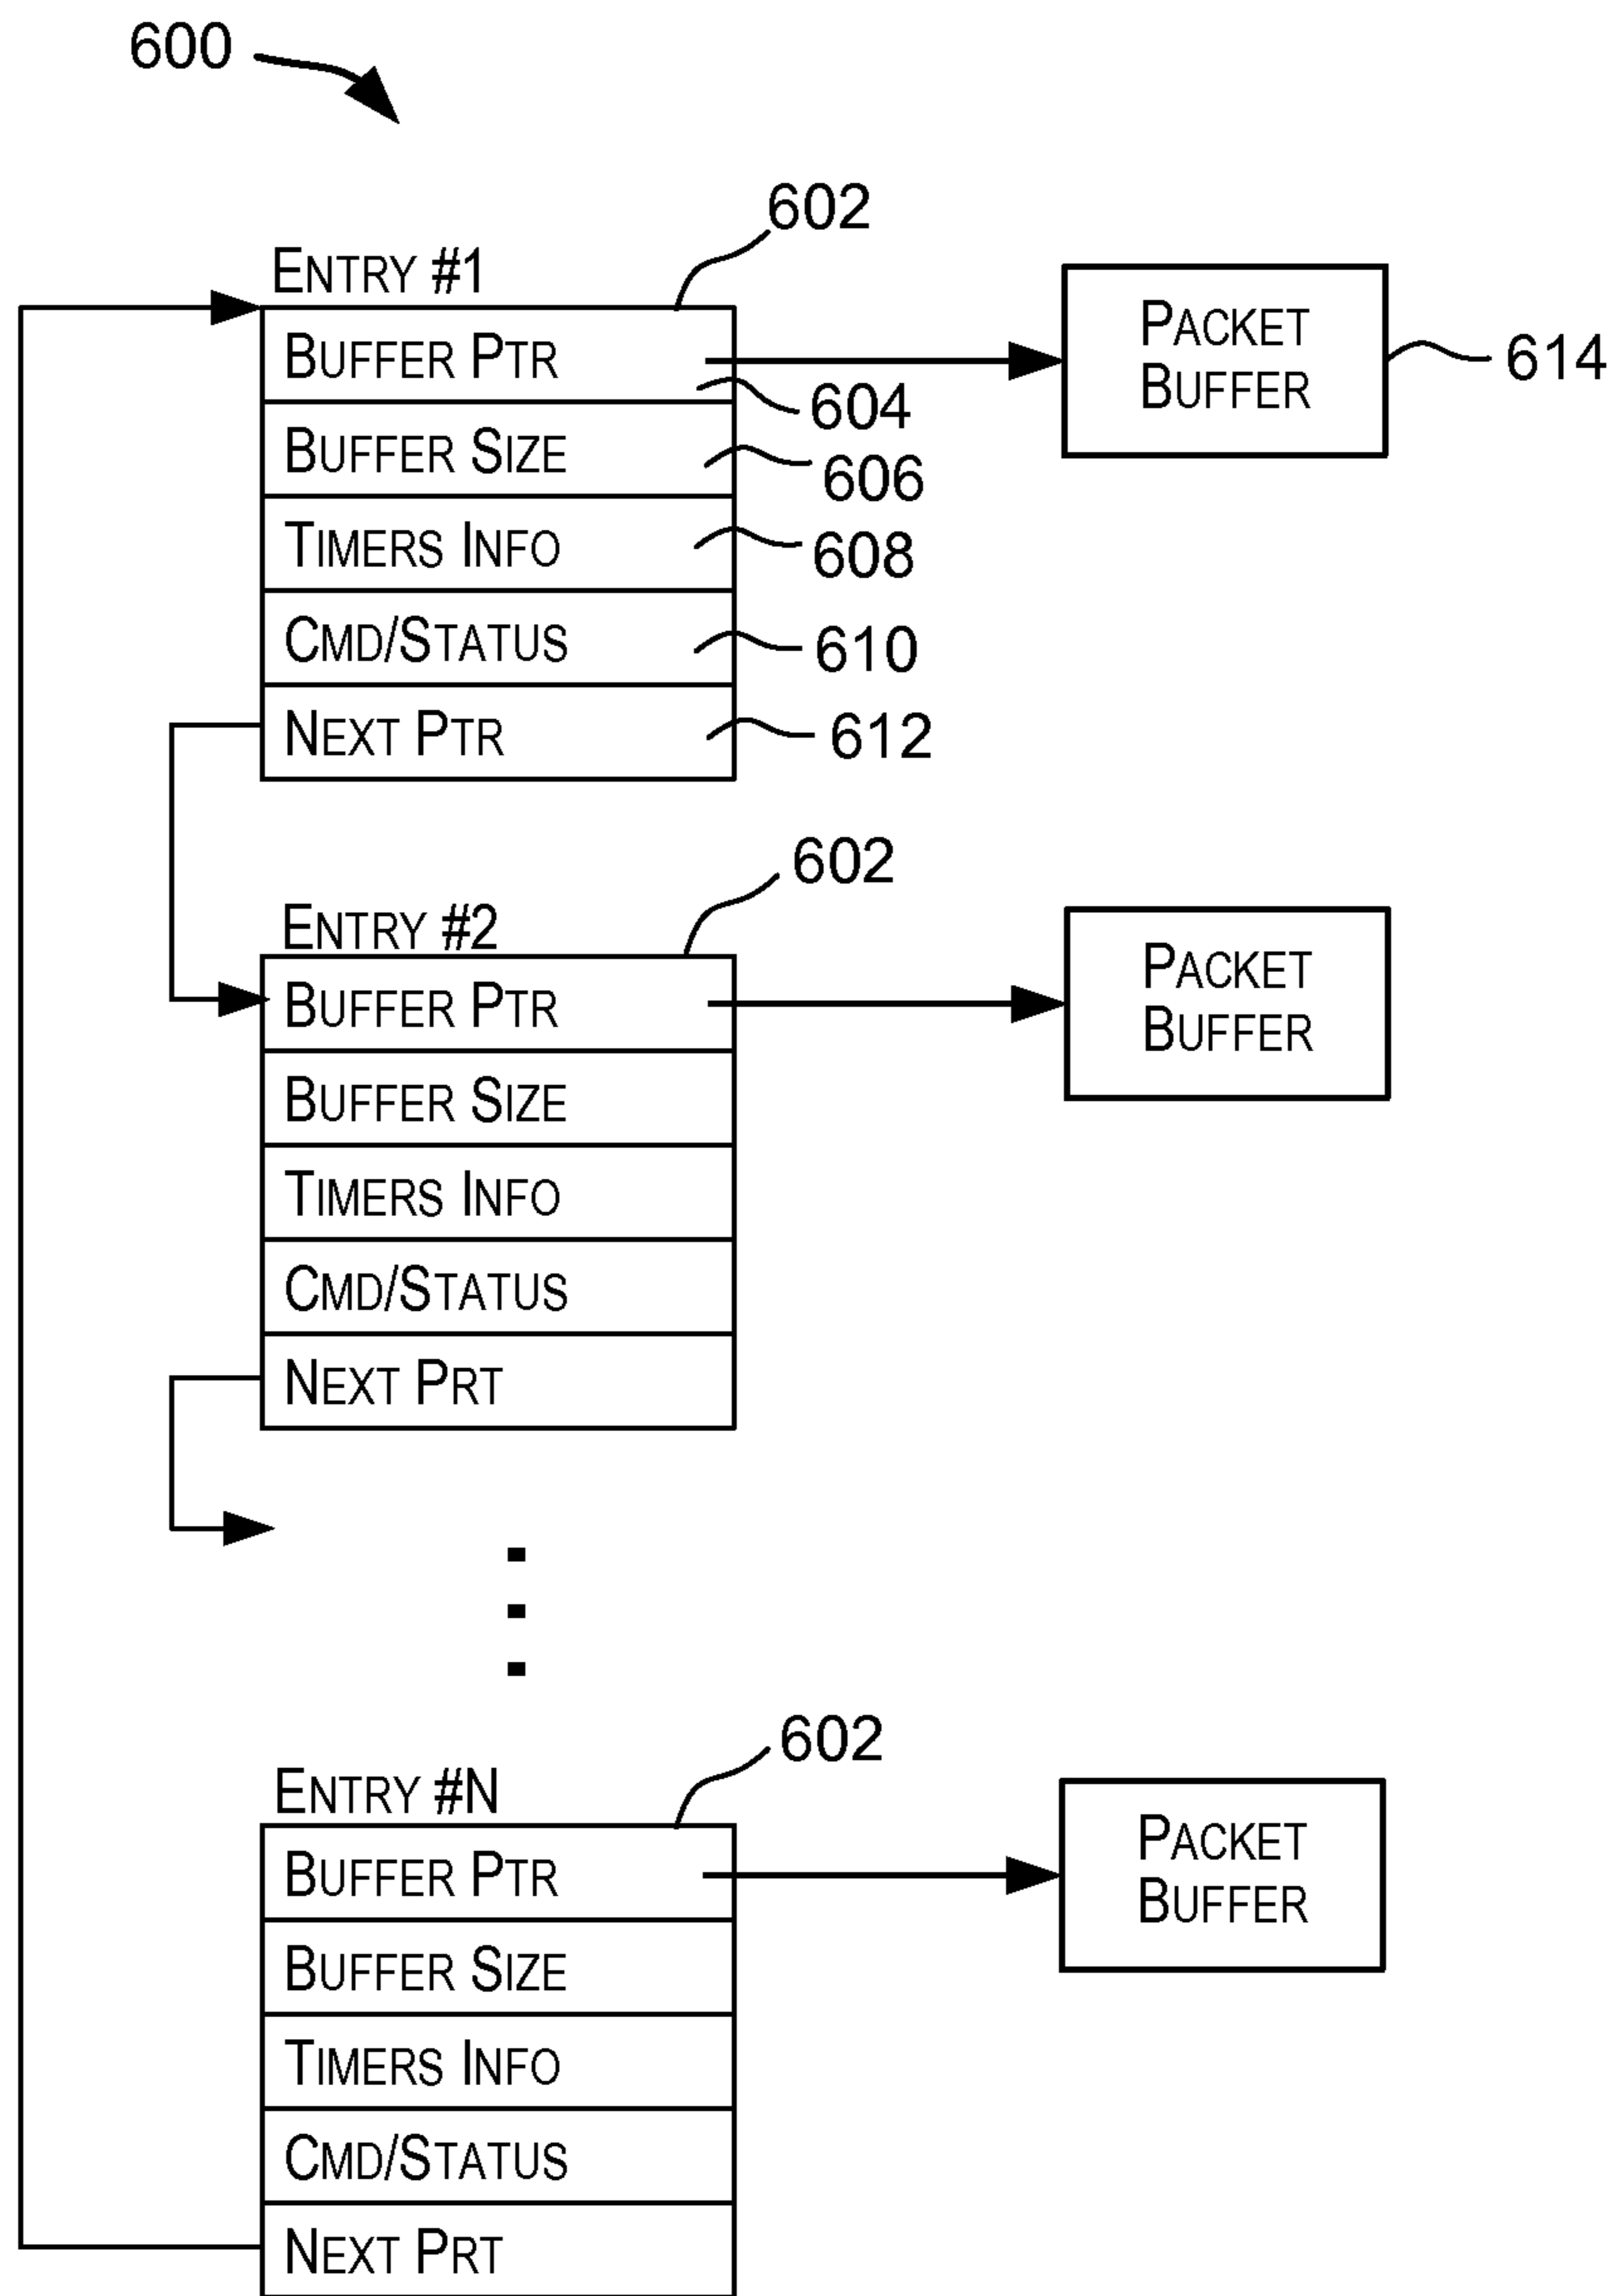 600
602
ENTRY #1
BUFFER PTR
604
BUFFER SIZE
606
TIMERS INFO
608
CMD/STATUS
610
NEXT PTR
612
PACKET
BUFFER
614
602
ENTRY #2
BUFFER PTR
BUFFER SIZE
TIMERS INFO
CMD/STATUS
NEXT PRT
PACKET
BUFFER
602
ENTRY #N
BUFFER PTR
BUFFER SIZE
TIMERS INFO
CMD/STATUS
NEXT PRT
PACKET
BUFFER